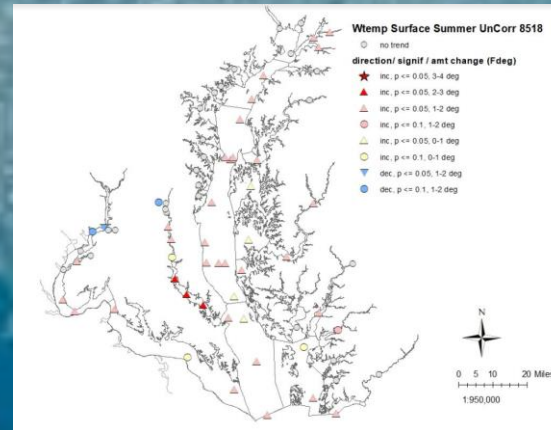 Wtemp Surface Summer UnCorr 8518
no trend
direction/ signif / amt change (Fdeg)
inc, p <= 0.05, 3-4 deg
inc, p <= 0.05, 2-3 deg
inc, p <= 0.05, 1-2 deg
inc, p <= 0.1, 1-2 deg
inc, p <= 0.05, 0-1 deg
inc, p <= 0.1, 0-1 deg
dec, p <= 0.05, 1-2 deg
dec, p <= 0.1, 1-2 deg
N
0 5 10 20 Miles
1:950,000